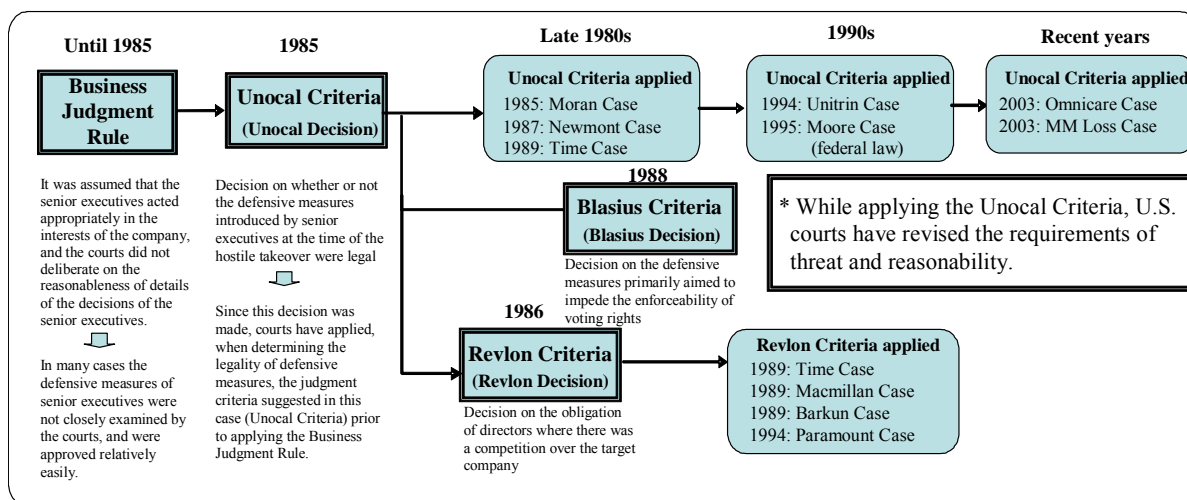 Until 1985
Business
Judgment
Rule
It was assumed that the
senior executives acted
appropriately in the
interests of the company,
and the courts did not
deliberate on the
reasonableness of details
of the decisions of the
senior executives.
In many cases the
defensive measures of
senior executives were
not closely examined by
the courts, and were
approved relatively
easily.
1985
Unocal Criteria
(Unocal Decision)
Decision on whether or not
the defensive measures
introduced by senior
executives at the time of the
hostile takeover were legal
Since this decision was
made, courts have applied,
when determining the
legality of defensive
measures, the judgment
criteria suggested in this
case (Unocal Criteria) prior
to applying the Business
Judgment Rule.
Late 1980s
Unocal Criteria applied
1985: Moran Case
1987: Newmont Case
1989: Time Case
1990s
Unocal Criteria applied
1994: Unitrin Case
1995: Moore Case
(federal law)
Recent years
Unocal Criteria applied
2003: Omnicare Case
2003: MM Loss Case
1988
Blasius Criteria
(Blasius Decision)
Decision on the defensive
measures primarily aimed to
impede the enforceability of
voting rights
* While applying the Unocal Criteria, U.S.
courts have revised the requirements of
threat and reasonability.
1986
Revlon Criteria
(Revlon Decision)
Decision on the obligation
of directors where there was
a competition over the target
company
Revlon Criteria applied
1989: Time Case
1989: Macmillan Case
1989: Barkun Case
1994: Paramount Case